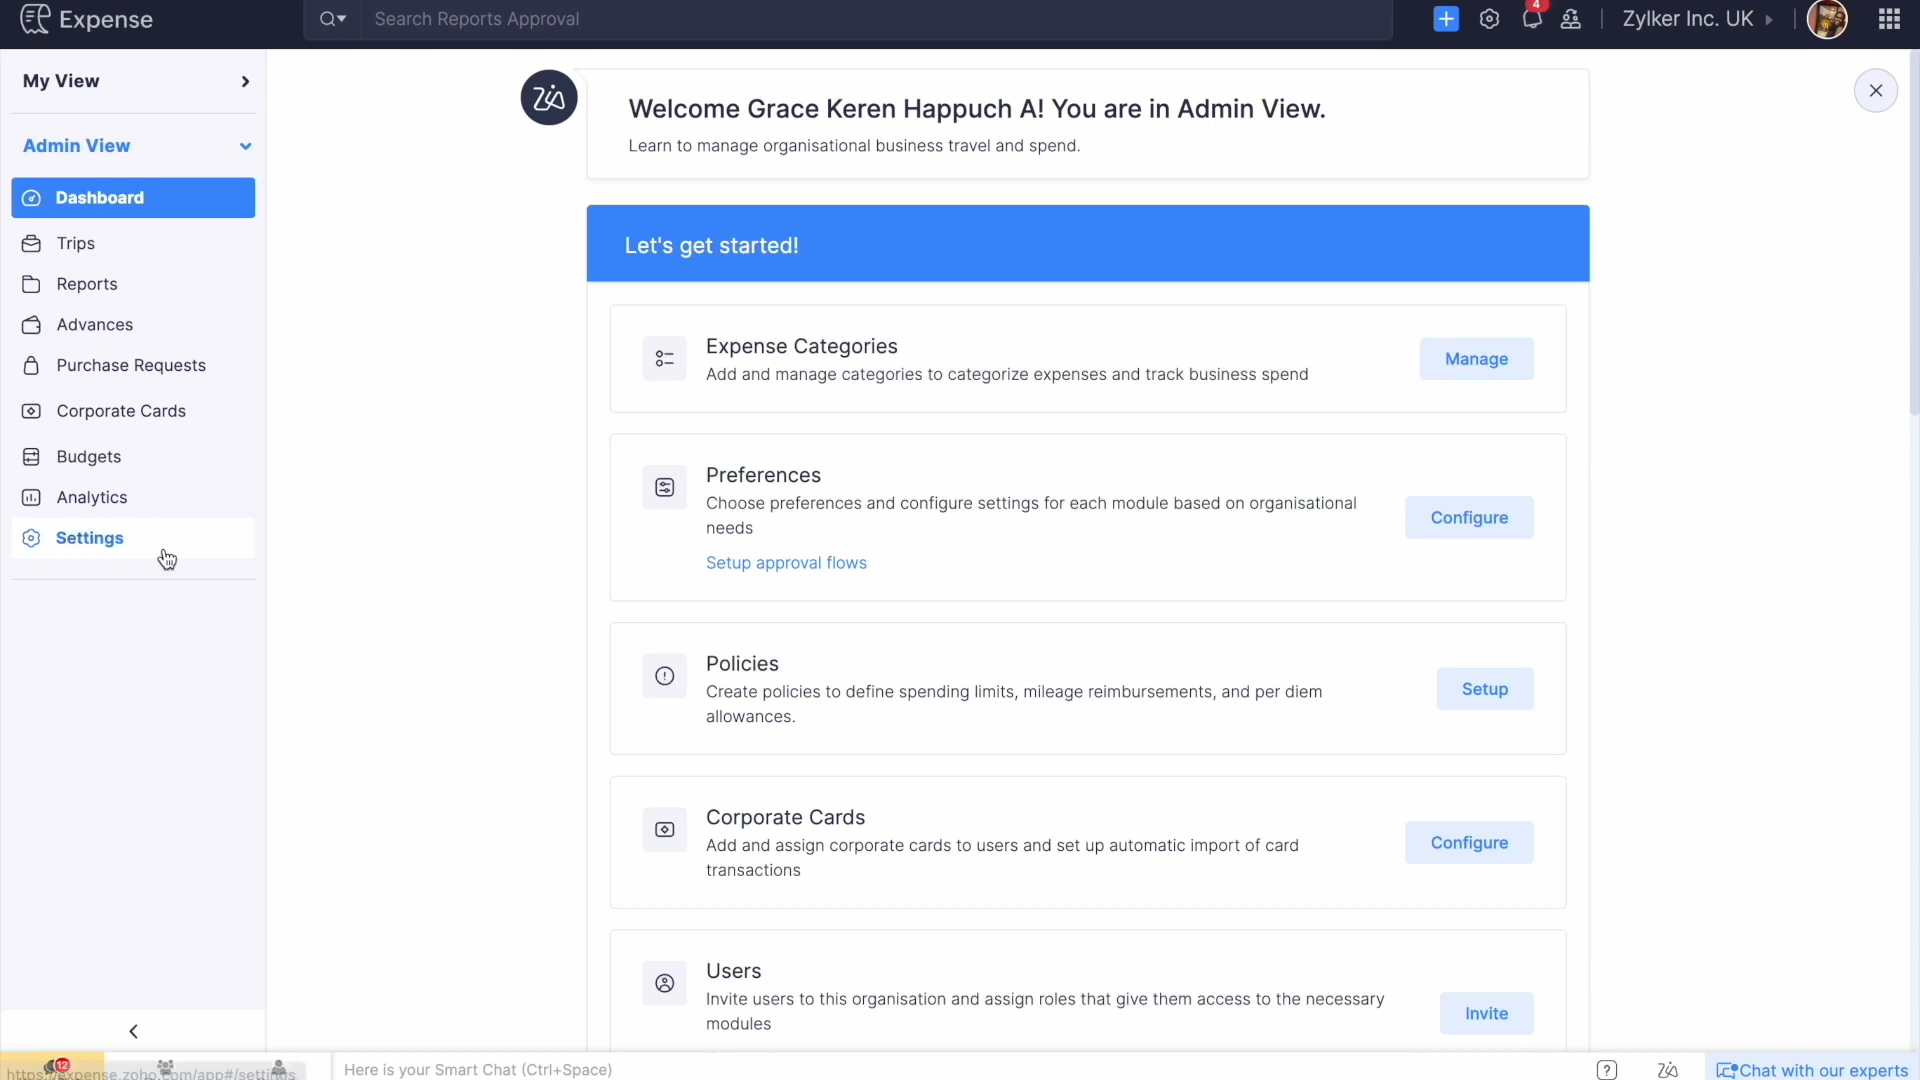 Expense
Search Reports Approval
4
Zylker Inc. UK
My View
Admin View
Dashboard
Trips
Reports
Advances
Purchase Requests
Corporate Cards
Budgets
Analytics
Settings
Welcome Grace Keren Happuch A! You are in Admin View.
Learn to manage organisational business travel and spend.
Let's get started!
Expense Categories
Add and manage categories to categorize expenses and track business spend
Manage
Preferences
Choose preferences and configure settings for each module based on organisational
needs
Setup approval flows
Configure
Policies
Create policies to define spending limits, mileage reimbursements, and per diem
allowances.
Setup
Corporate Cards
Add and assign corporate cards to users and set up automatic import of card
transactions
Configure
Users
Invite users to this organisation and assign roles that give them access to the necessary
modules
Invite
12
https://expense.zoho.com/app#/settings
Here is your Smart Chat (Ctrl+Space)
?
Chat with our experts